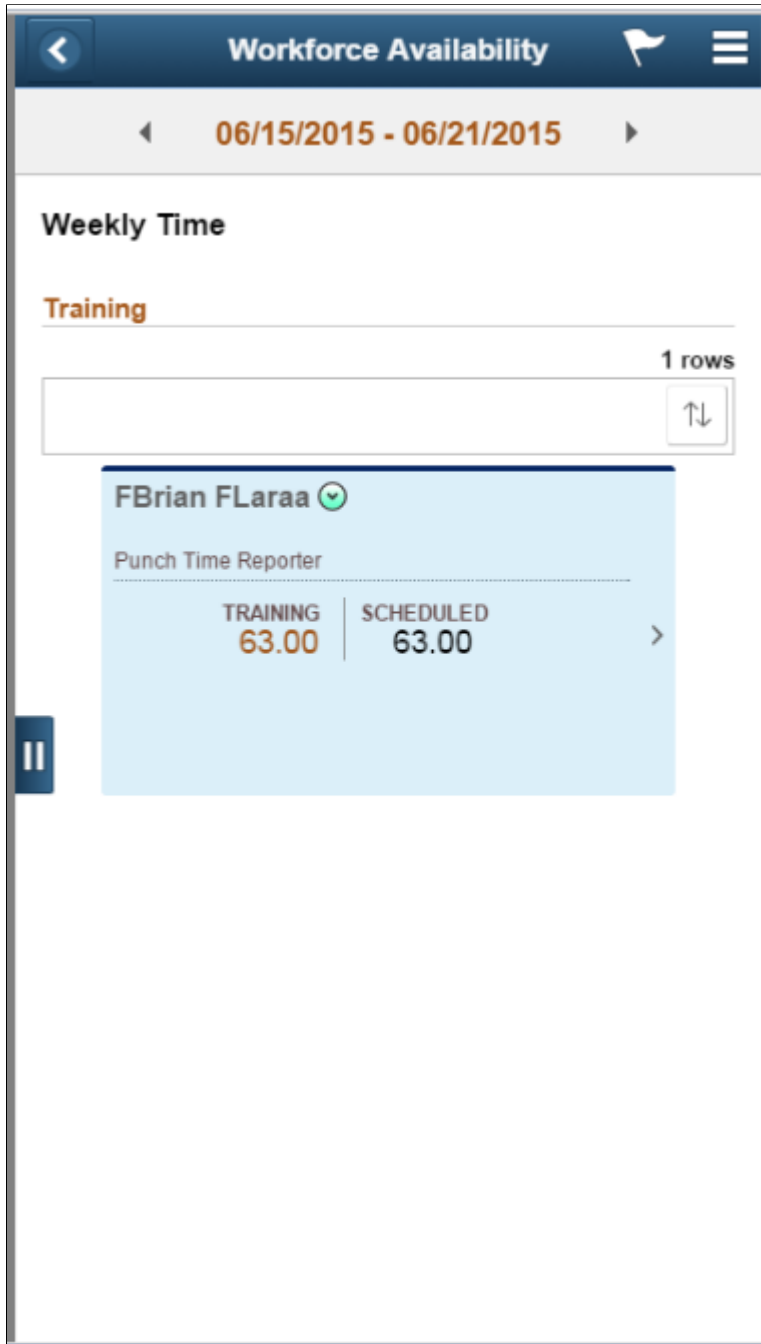 Workforce Availability
06/15/2015 - 06/21/2015
Weekly Time
Training
1 rows
FBrian FLaraa
Punch Time Reporter
TRAINING SCHEDULED
63.00 63.00